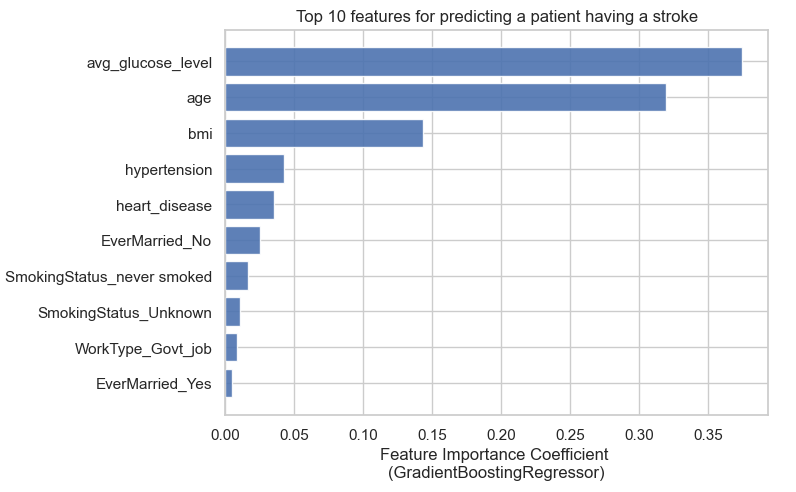 Top 10 features for predicting a patient having a stroke
avg_glucose_level
age
bmi
hypertension
heart_disease
EverMarried_No
SmokingStatus_never smoked
SmokingStatus_Unknown
WorkType_Govt_job
EverMarried_Yes
0.00 0.05 0.10 0.15 0.20 0.25 0.30 0.35
Feature Importance Coefficient
(GradientBoostingRegressor)